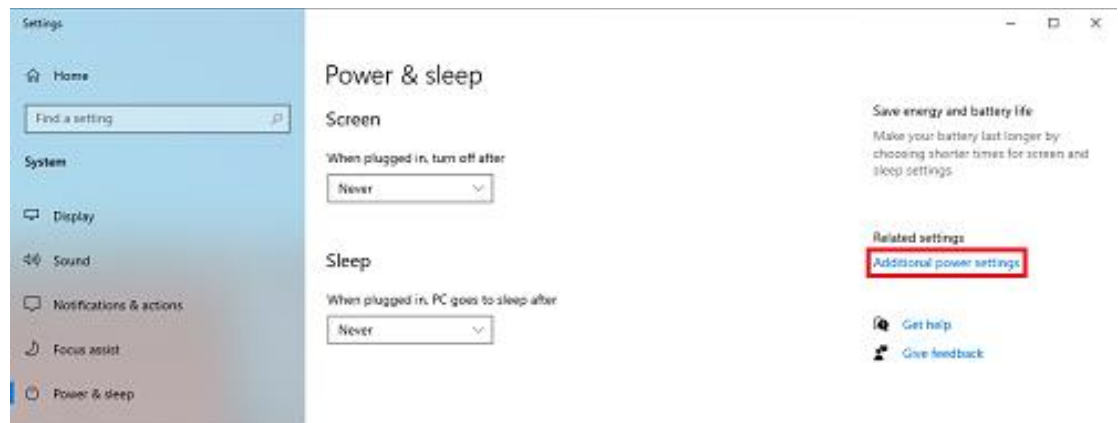 Settings
Home
Find a setting
System
Display
Sound
Notifications & actions
Focus assist
Power & sleep
Power & sleep
Screen
When plugged in, turn off after
Never
Sleep
When plugged in, PC goes to sleep after
Never
Save energy and battery life
Make your battery last longer by
choosing shorter times for screen and
sleep settings.
Related settings
Additional power settings
Get help
Give feedback